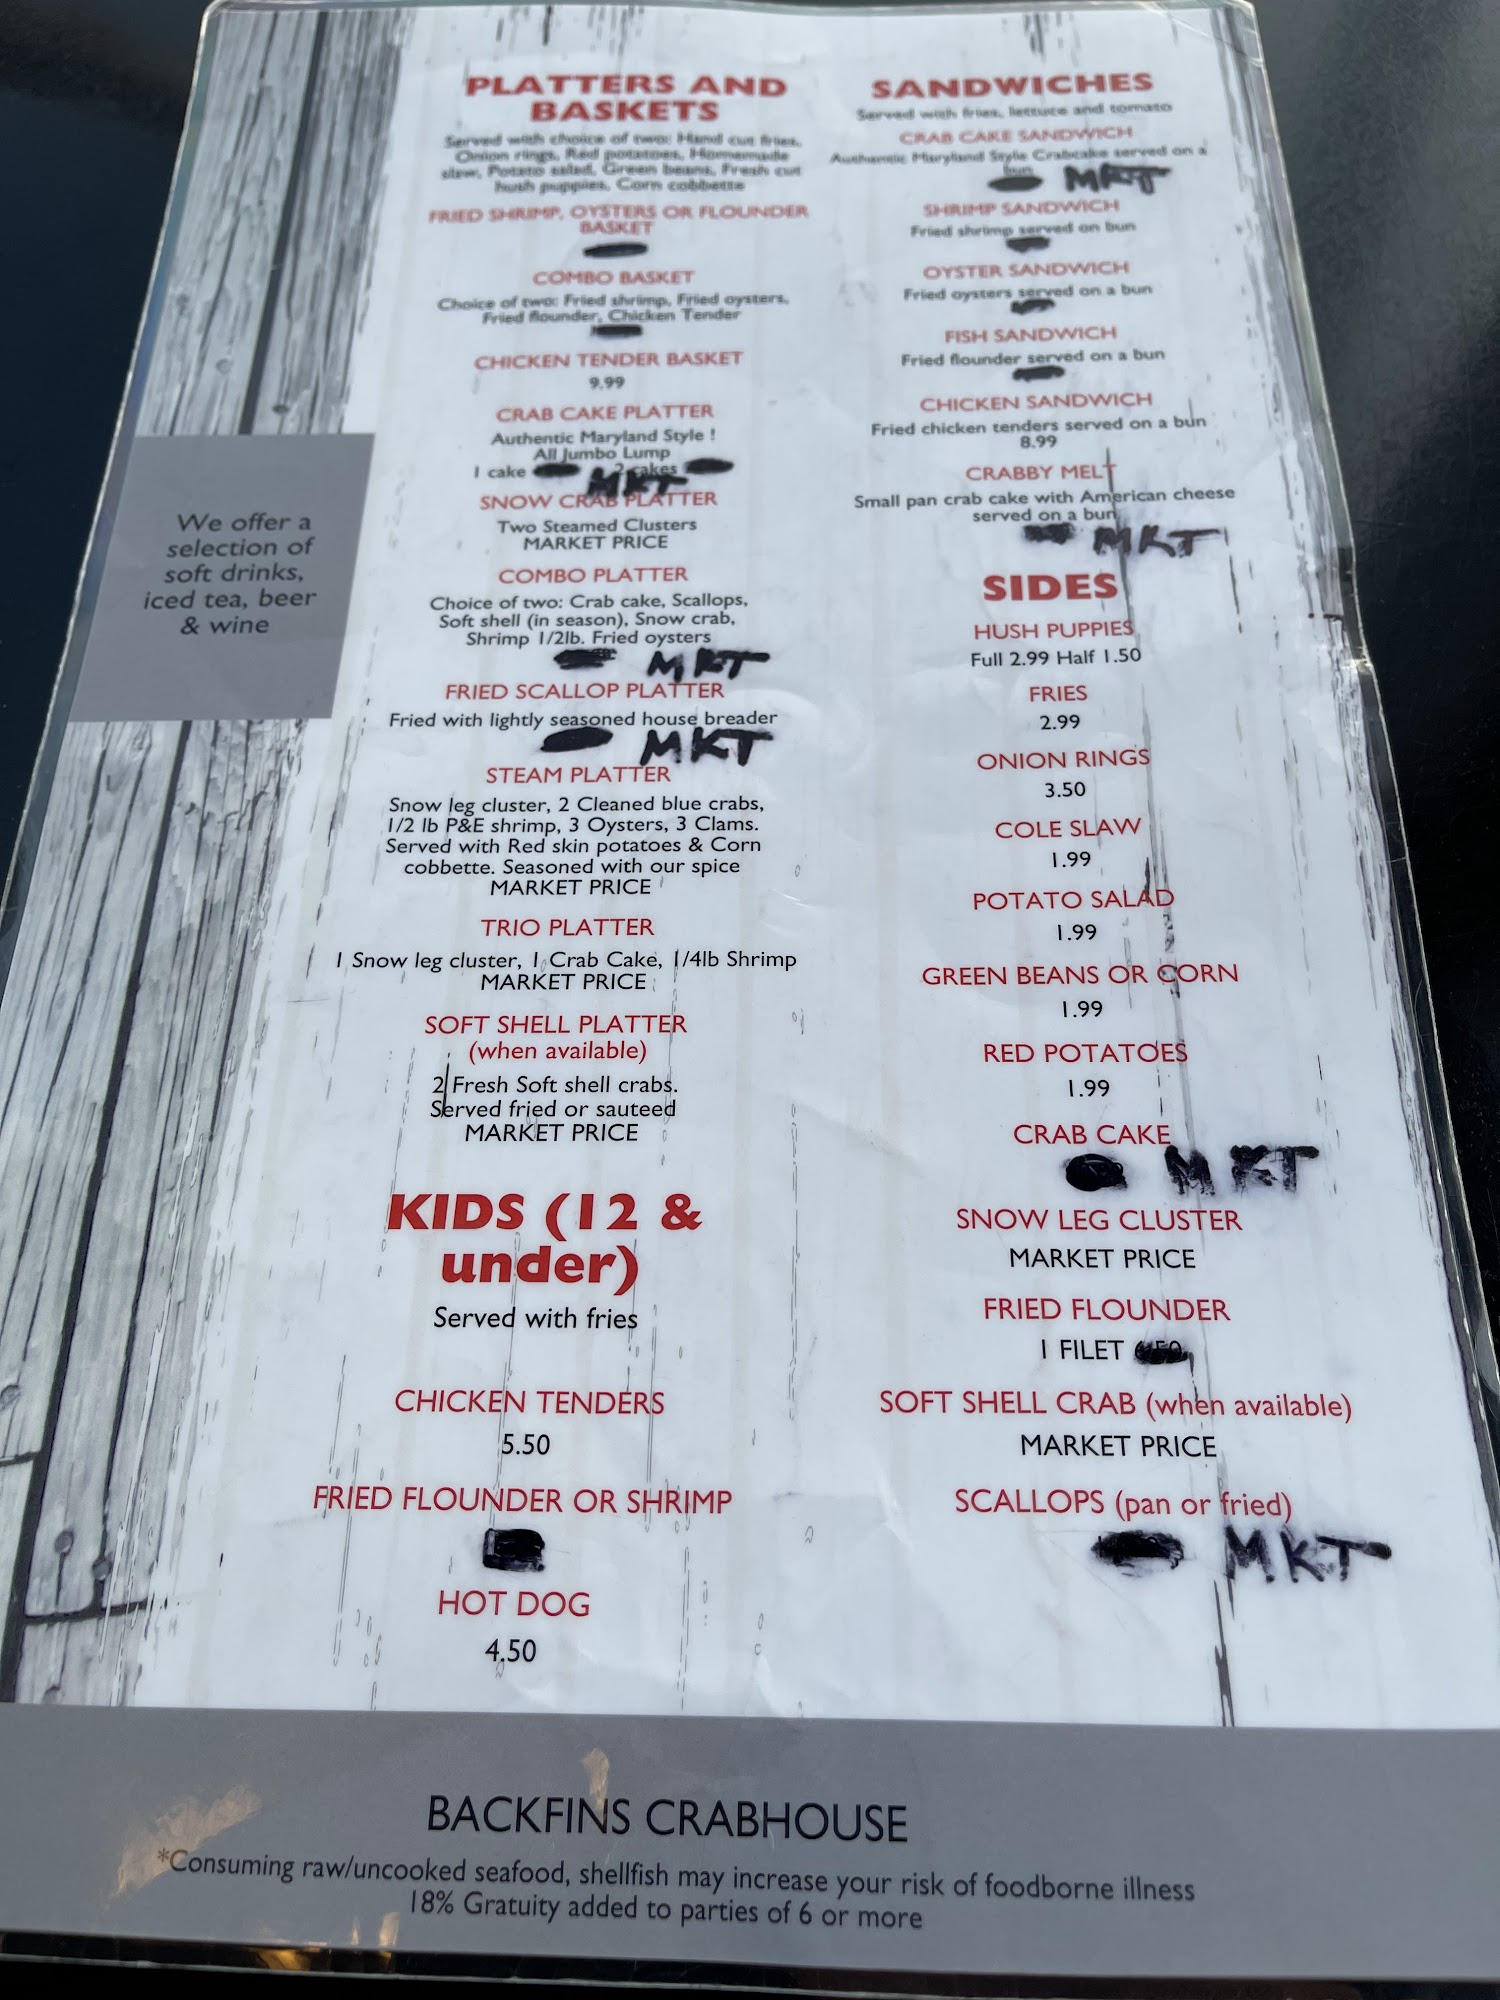 PLATTERS AND
BASKETS
Served with choice of two: Hand cut fries,
Onion rings, Red potatoes, Homemade
slaw, Potato salad, Green beans, Fresh cut
hush puppies, Corn cobbette
FRIED SHRIMP, OYSTERS OR FLOUNDER
BASKET
COMBO BASKET
Choice of two: Fried shrimp, Fried oysters,
Fried flounder, Chicken Tender
CHICKEN TENDER BASKET
9.99
CRAB CAKE PLATTER
Authentic Maryland Style !
All Jumbo Lump
1 cake 2 cakes
MKT
SNOW CRAB PLATTER
Two Steamed Clusters
MARKET PRICE
COMBO PLATTER
Choice of two: Crab cake, Scallops,
Soft shell (in season), Snow crab,
Shrimp 1/2lb. Fried oysters
MKT
FRIED SCALLOP PLATTER
Fried with lightly seasoned house breader
MKT
STEAM PLATTER
Snow leg cluster, 2 Cleaned blue crabs,
1/2 lb P&E shrimp, 3 Oysters, 3 Clams.
Served with Red skin potatoes & Corn
cobbette. Seasoned with our spice
MARKET PRICE
TRIO PLATTER
1 Snow leg cluster, 1 Crab Cake, 1/4lb Shrimp
MARKET PRICE
SOFT SHELL PLATTER
(when available)
2 Fresh Soft shell crabs.
Served fried or sauteed
MARKET PRICE
KIDS (12 &
under)
Served with fries
CHICKEN TENDERS
5.50
FRIED FLOUNDER OR SHRIMP
HOT DOG
4.50
SANDWICHES
Served with fries, lettuce and tomato
CRAB CAKE SANDWICH
Authentic Maryland Style Crabcake served on a
bun
MKT
SHRIMP SANDWICH
Fried shrimp served on bun
OYSTER SANDWICH
Fried oysters served on a bun
FISH SANDWICH
Fried flounder served on a bun
CHICKEN SANDWICH
Fried chicken tenders served on a bun
8.99
CRABBY MELT
Small pan crab cake with American cheese
served on a bun
MKT
SIDES
HUSH PUPPIES
Full 2.99 Half 1.50
FRIES
2.99
ONION RINGS
3.50
COLE SLAW
1.99
POTATO SALAD
1.99
GREEN BEANS OR CORN
1.99
RED POTATOES
1.99
CRAB CAKE
MKT
SNOW LEG CLUSTER
MARKET PRICE
FRIED FLOUNDER
1 FILET
SOFT SHELL CRAB (when available)
MARKET PRICE
SCALLOPS (pan or fried)
MKT
We offer a
selection of
soft drinks,
iced tea, beer
& wine
BACKFINS CRABHOUSE
*Consuming raw/uncooked seafood, shellfish may increase your risk of foodborne illness
18% Gratuity added to parties of 6 or more